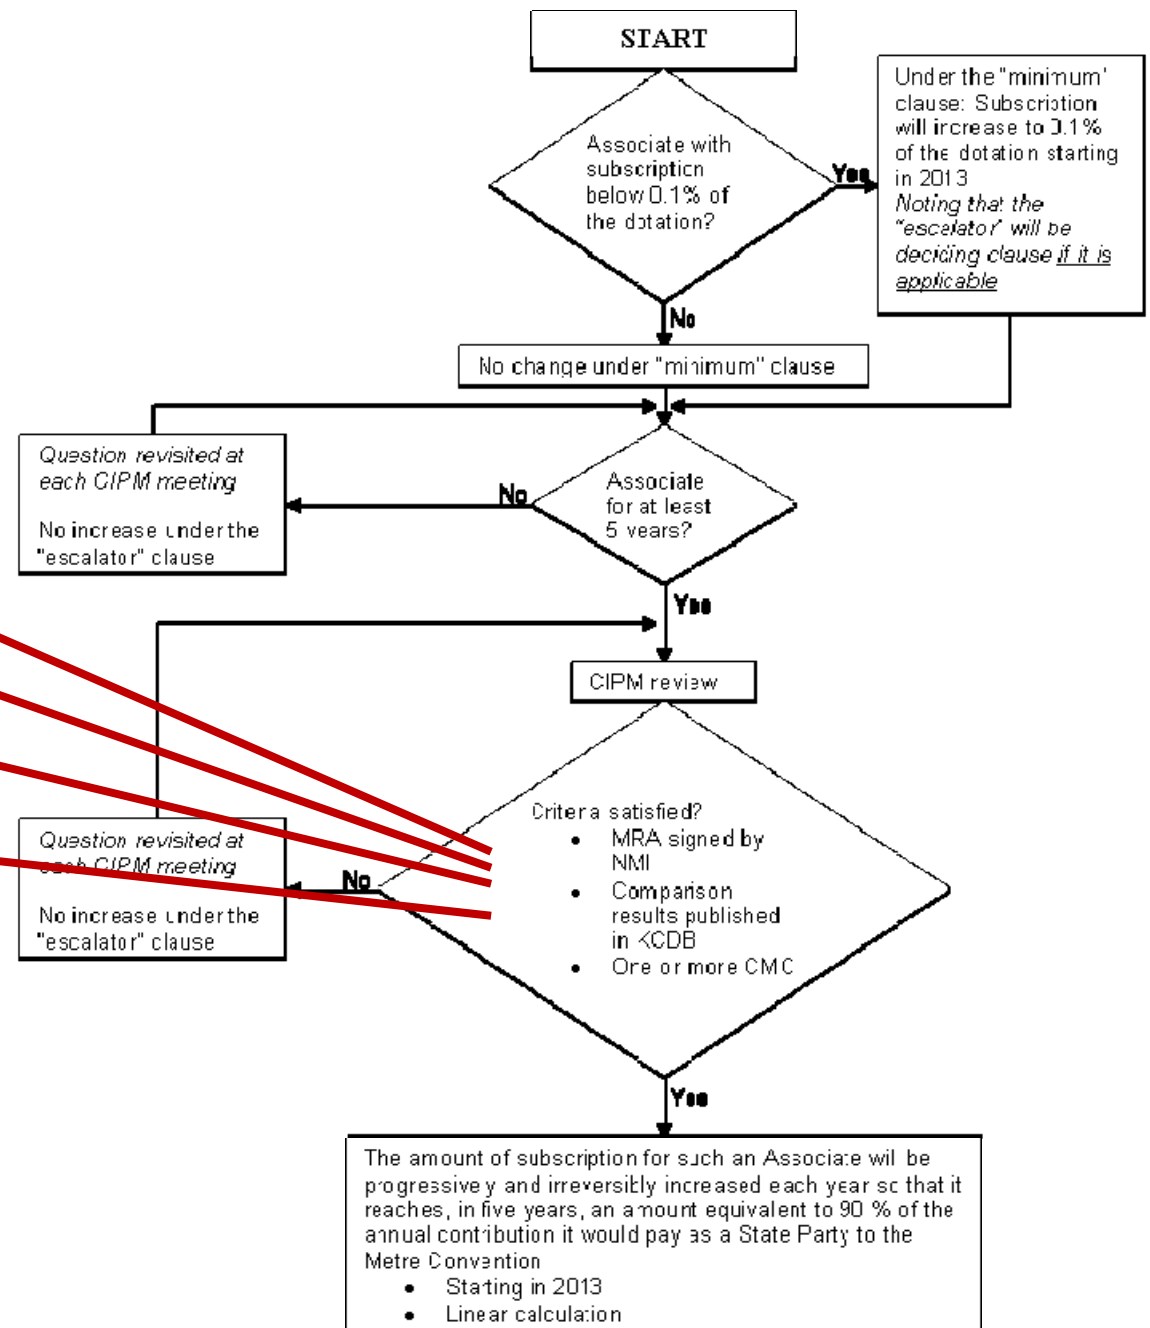 START
Associate with
subscription
below 0.1% of
the dotation?
Yes
Under the "minimum"
clause: Subscription
will increase to 0.1%
of the dotation starting
in 2013
Noting that the
"escalator" will be
deciding clause if it is
applicable
No
No change under "minimum" clause
Question revisited at
each CIPM meeting
No increase under the
"escalator" clause
No
Associate
for at least
5 years?
Yes
CIPM review
Question revisited at
each CIPM meeting
No increase under the
"escalator" clause
No
Criteria satisfied?
• MRA signed by
NMI
• Comparison
results published
in KCDB
• One or more CMC
Yes
The amount of subscription for such an Associate will be
progressively and irreversibly increased each year so that it
reaches, in five years, an amount equivalent to 90 % of the
annual contribution it would pay as a State Party to the
Metre Convention
• Starting in 2013
• Linear calculation